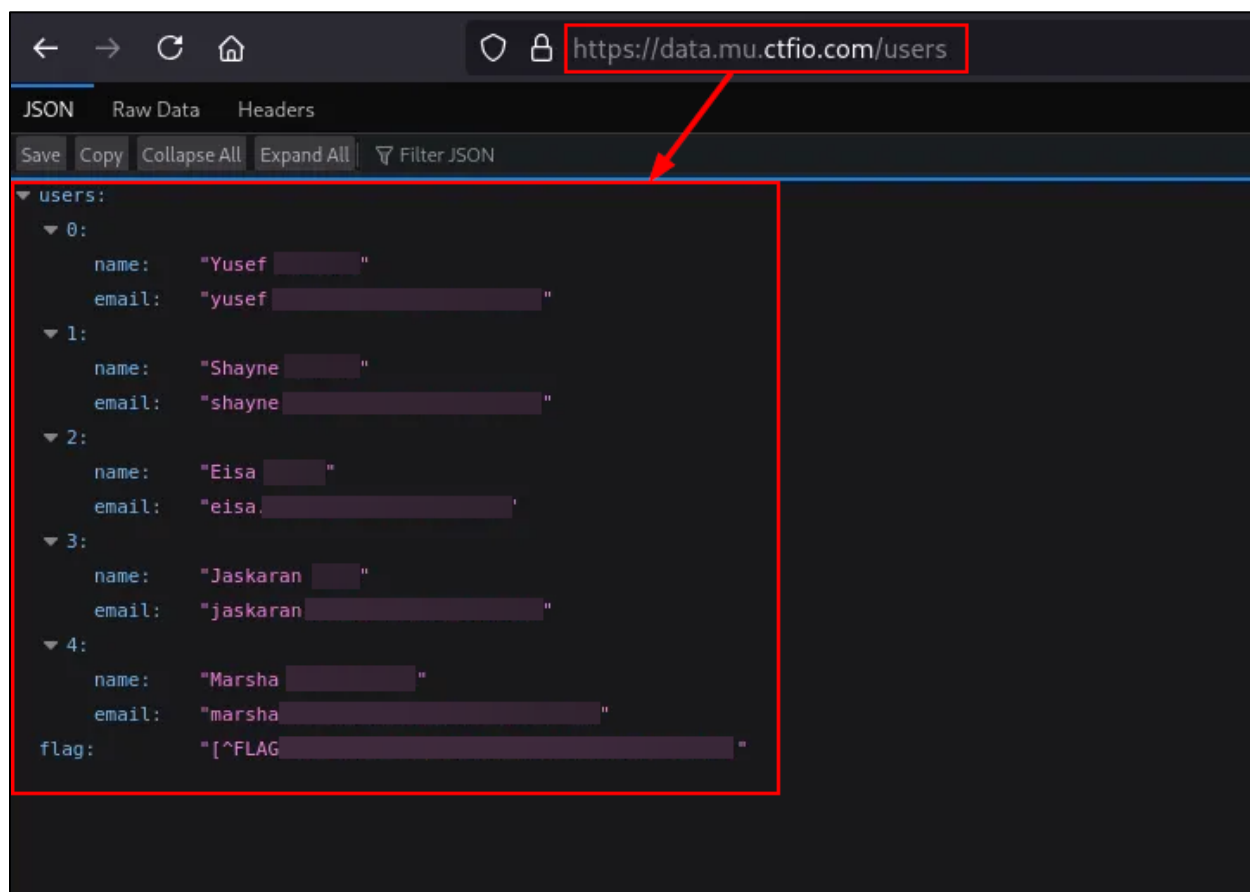 https://data.mu.ctfio.com/users
JSON Raw Data Headers
Save Copy Collapse All Expand All Filter JSON
users:
0:
name: "Yusef "
email: "yusef "
1:
name: "Shayne "
email: "shayne "
2:
name: "Eisa "
email: "eisa. '
3:
name: "Jaskaran "
email: "jaskaran "
4:
name: "Marsha "
email: "marsha "
flag: "[^FLAG "